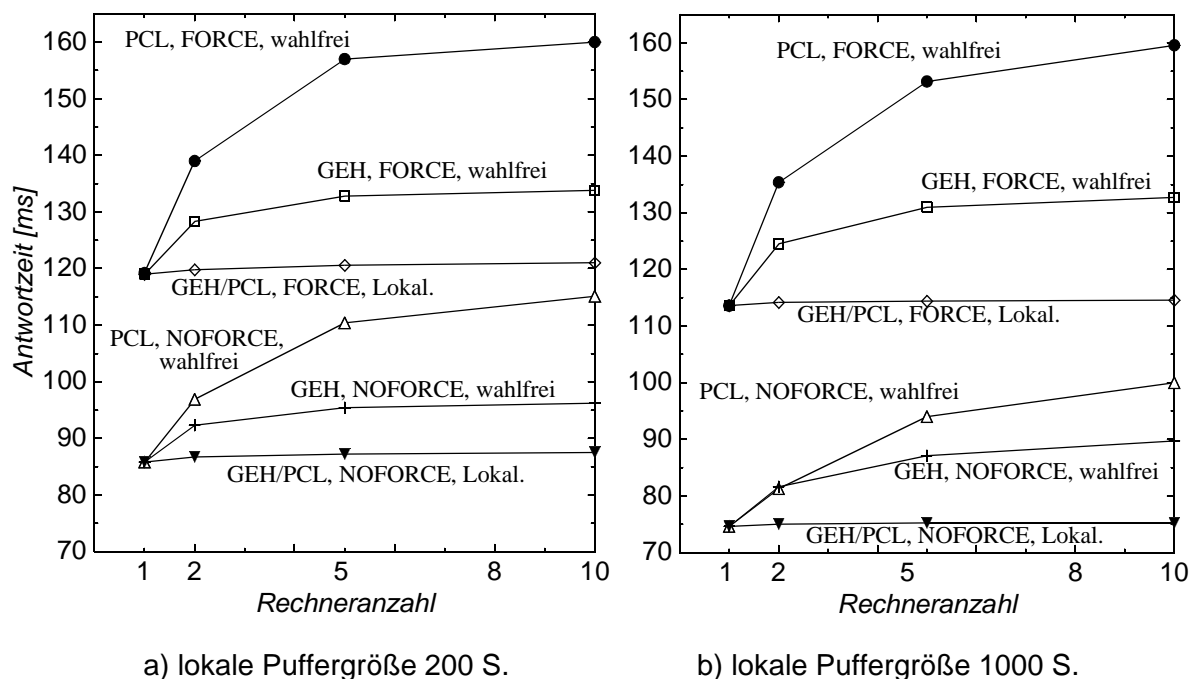 Antwortzeit [ms]
160
150
140
130
120
110
100
90
80
70
PCL, FORCE, wahlfrei
GEH, FORCE, wahlfrei
GEH/PCL, FORCE, Lokal.
PCL, NOFORCE,
wahlfrei
GEH, NOFORCE, wahlfrei
GEH/PCL, NOFORCE, Lokal.
1 2 5 8 10
Rechneranzahl
a) lokale Puffergröße 200 S.
160
150
140
130
120
110
100
90
80
70
PCL, FORCE, wahlfrei
GEH, FORCE, wahlfrei
GEH/PCL, FORCE, Lokal.
PCL, NOFORCE, wahlfrei
GEH, NOFORCE, wahlfrei
GEH/PCL, NOFORCE, Lokal.
1 2 5 8 10
Rechneranzahl
b) lokale Puffergröße 1000 S.